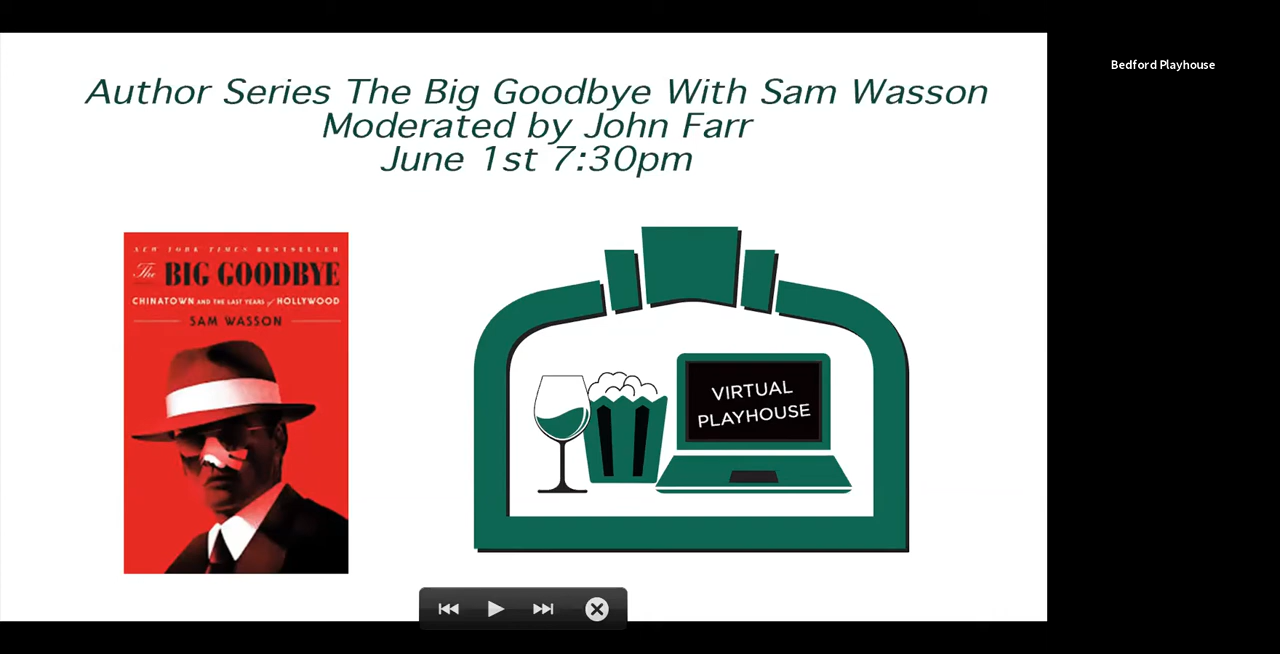 Author Series The Big Goodbye With Sam Wasson
Moderated by John Farr
June 1st 7:30pm
Bedford Playhouse
NEW YORK TIMES BESTSELLER
The BIG GOODBYE
CHINATOWN AND THE LAST YEARS of HOLLYWOOD
SAM WASSON
VIRTUAL
PLAYHOUSE